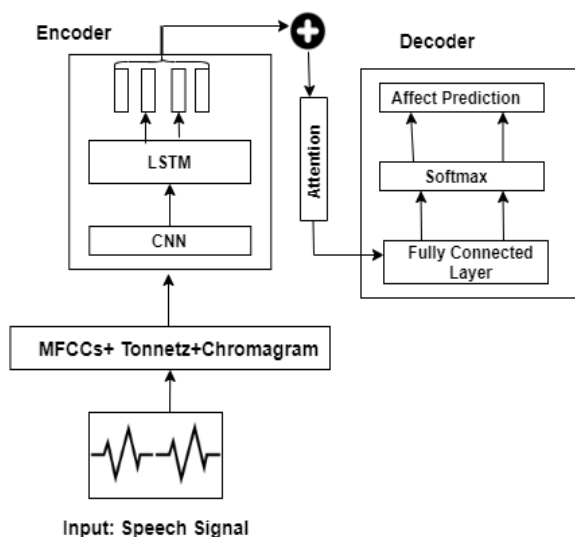 Encoder
Decoder
Affect Prediction
Softmax
Fully Connected
Layer
Attention
LSTM
CNN
MFCCs+ Tonnetz+Chromagram
Input: Speech Signal